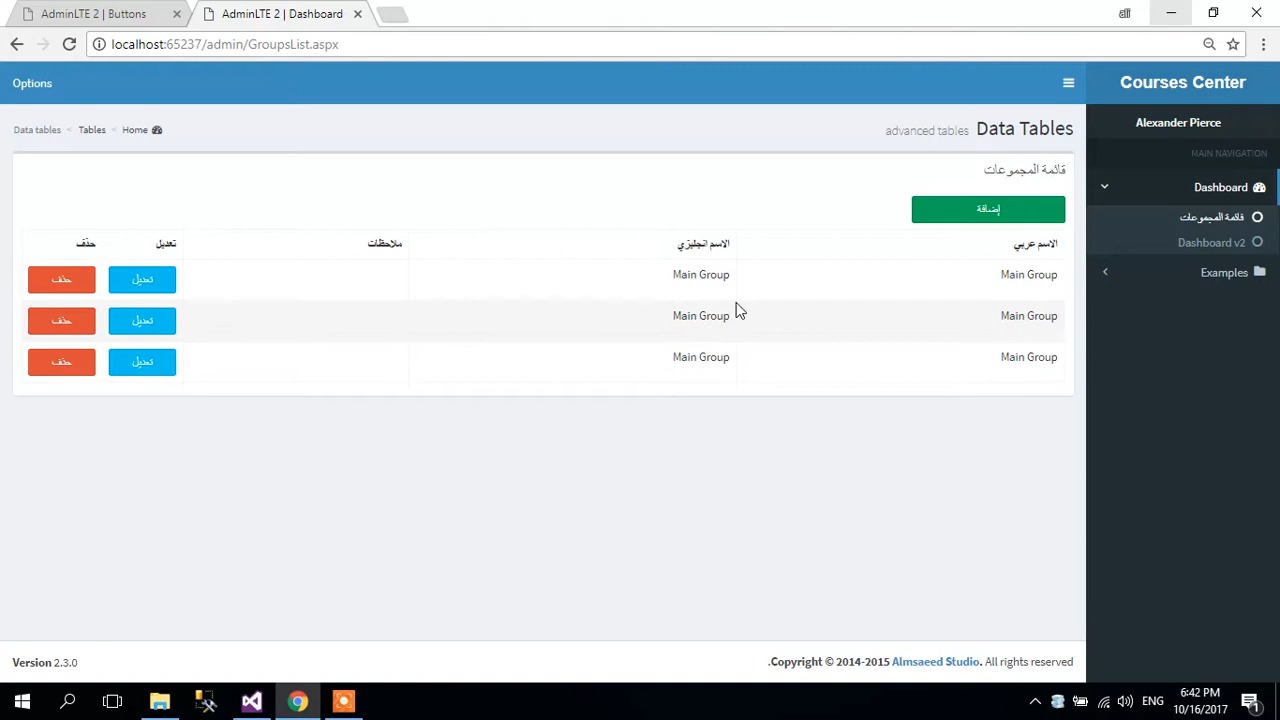 AdminLTE 2 | Buttons
AdminLTE 2 | Dashboard
localhost:65237/admin/GroupsList.aspx
Options
Courses Center
Data tables < Tables < Home
Data Tables advanced tables
Alexander Pierce
MAIN NAVIGATION
Dashboard
قائمة المجموعات
Dashboard v2
Examples
قائمة المجموعات
إضافة
الاسم عربي الاسم انجليزي ملاحظات تعديل حذف
Main Group Main Group تعديل حذف
Main Group Main Group تعديل حذف
Main Group Main Group تعديل حذف
Version 2.3.0
.Copyright © 2014-2015 Almsaeed Studio. All rights reserved
ENG
6:42 PM
10/16/2017
1